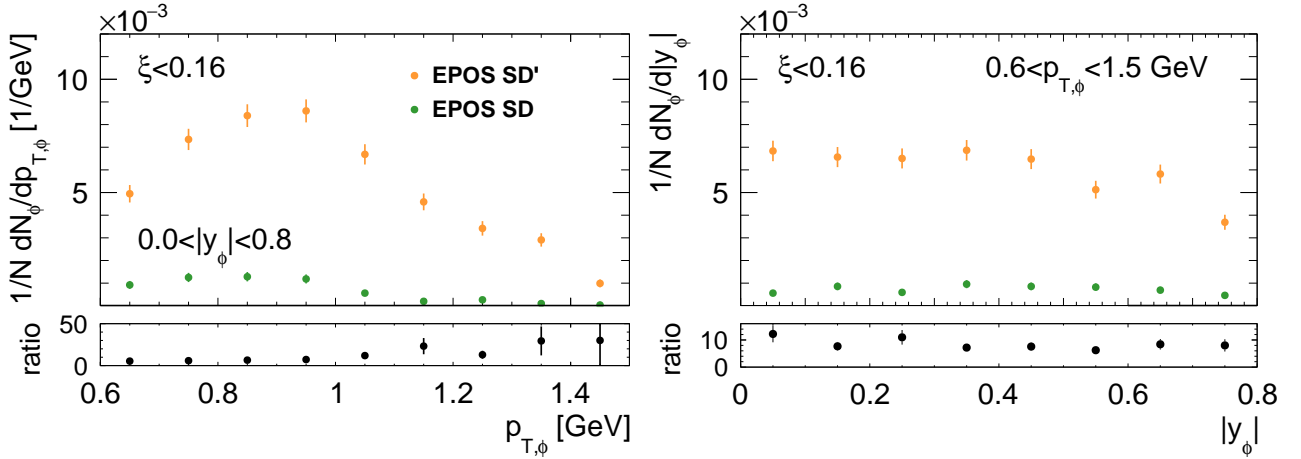 ×10⁻³
1/N dN_ϕ/dp_{T,ϕ} [1/GeV]
ξ<0.16
EPOS SD'
EPOS SD
0.0<|y_ϕ|<0.8
10
5
ratio
50
0
0.6 0.8 1 1.2 1.4
p_{T,ϕ} [GeV]
×10⁻³
1/N dN_ϕ/d|y_ϕ|
ξ<0.16
0.6<p_{T,ϕ}<1.5 GeV
10
5
ratio
10
0
0 0.2 0.4 0.6 0.8
|y_ϕ|